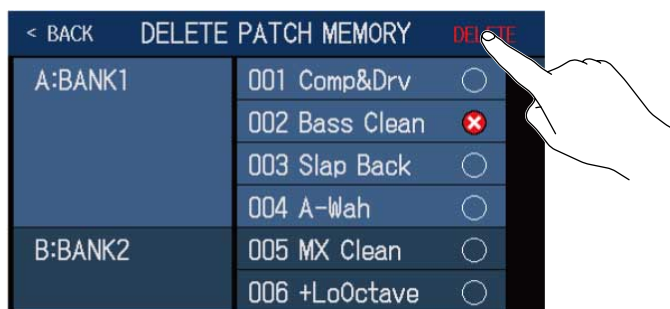 < BACK DELETE PATCH MEMORY DELETE
A:BANK1 001 Comp&Drv
002 Bass Clean
003 Slap Back
004 A-Wah
B:BANK2 005 MX Clean
006 +LoOctave